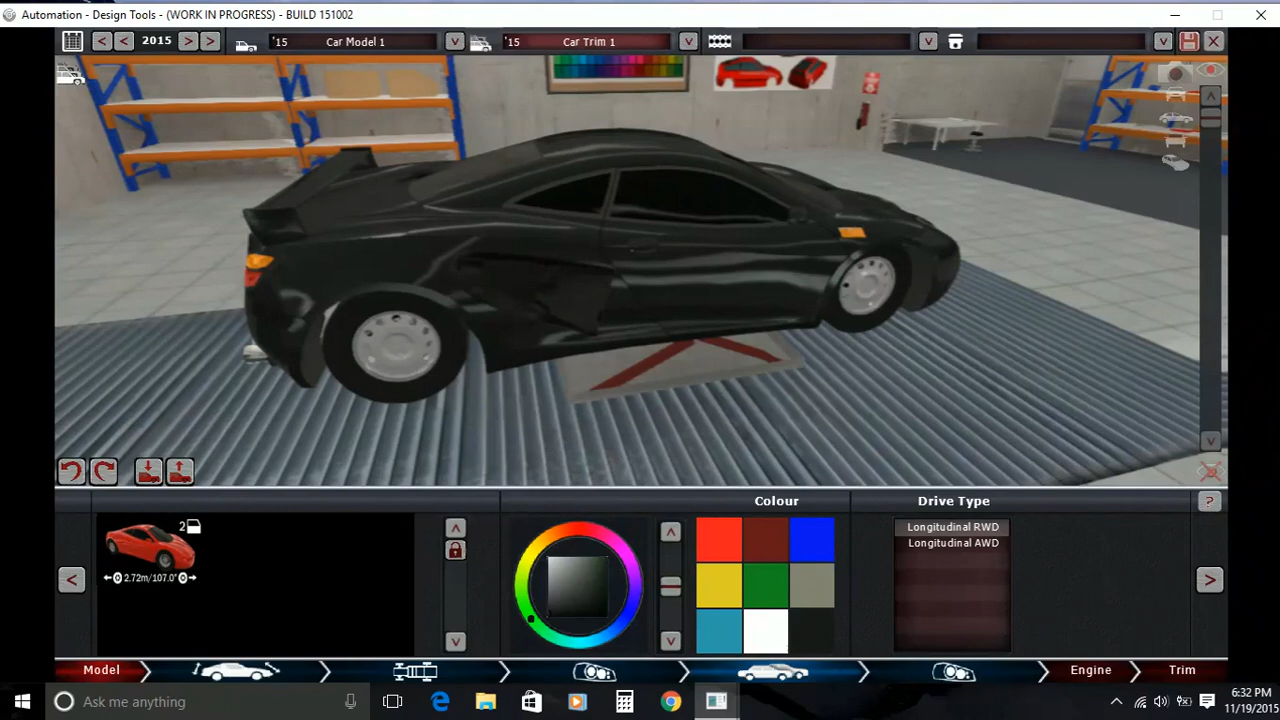 Automation - Design Tools - (WORK IN PROGRESS) - BUILD 151002
2015
'15 Car Model 1
'15 Car Trim 1
Colour
Drive Type
2
2.72m/107.0"
Longitudinal RWD
Longitudinal AWD
?
Model
Engine
Trim
Ask me anything
6:32 PM
11/19/2015